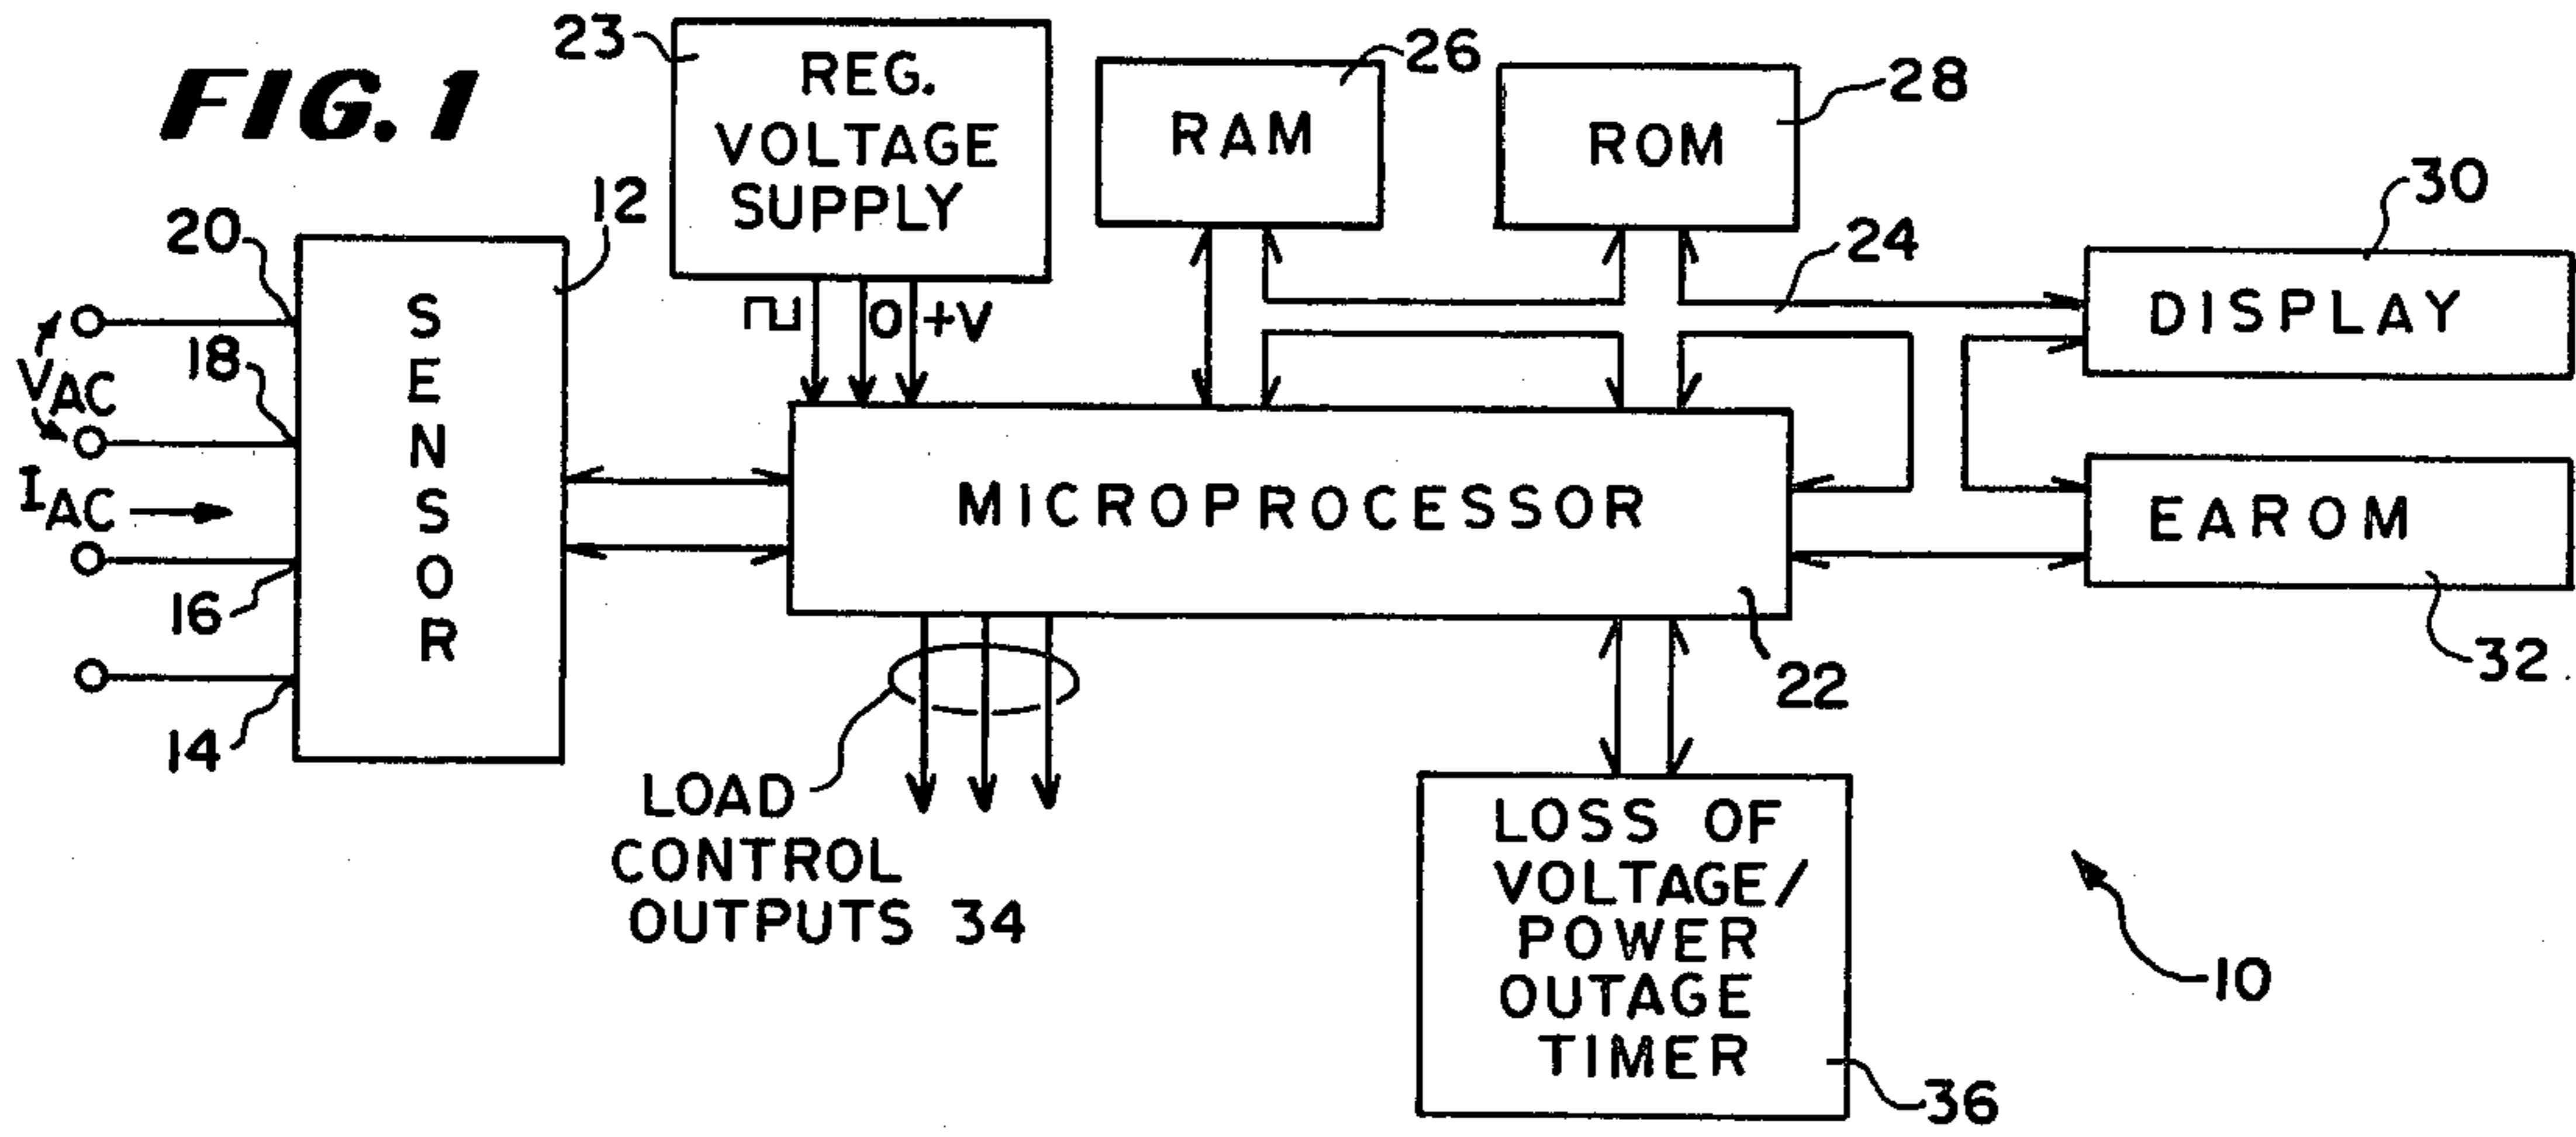 FIG. 1
23
REG.
VOLTAGE
SUPPLY
26
RAM
28
ROM
30
DISPLAY
24
12
20
18
VAC
IAC
16
14
SENSOR
0 +V
MICROPROCESSOR
22
EAROM
32
LOAD
CONTROL
OUTPUTS 34
LOSS OF
VOLTAGE/
POWER
OUTAGE
TIMER
36
10